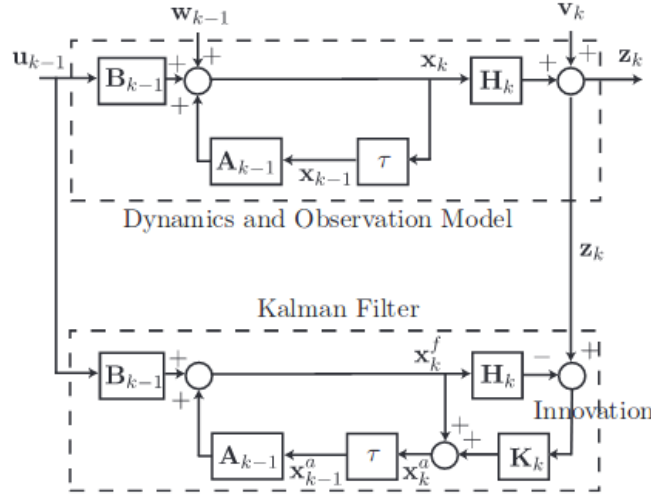 w_{k−1}
v_k
u_{k−1}
B_{k−1}
+
+
+
x_k
H_k
+
+
z_k
A_{k−1}
x_{k−1}
τ
Dynamics and Observation Model
z_k
Kalman Filter
B_{k−1}
+
+
x_k^f
H_k
−
+
Innovation
A_{k−1}
x_{k−1}^a
τ
x_k^a
+
+
K_k